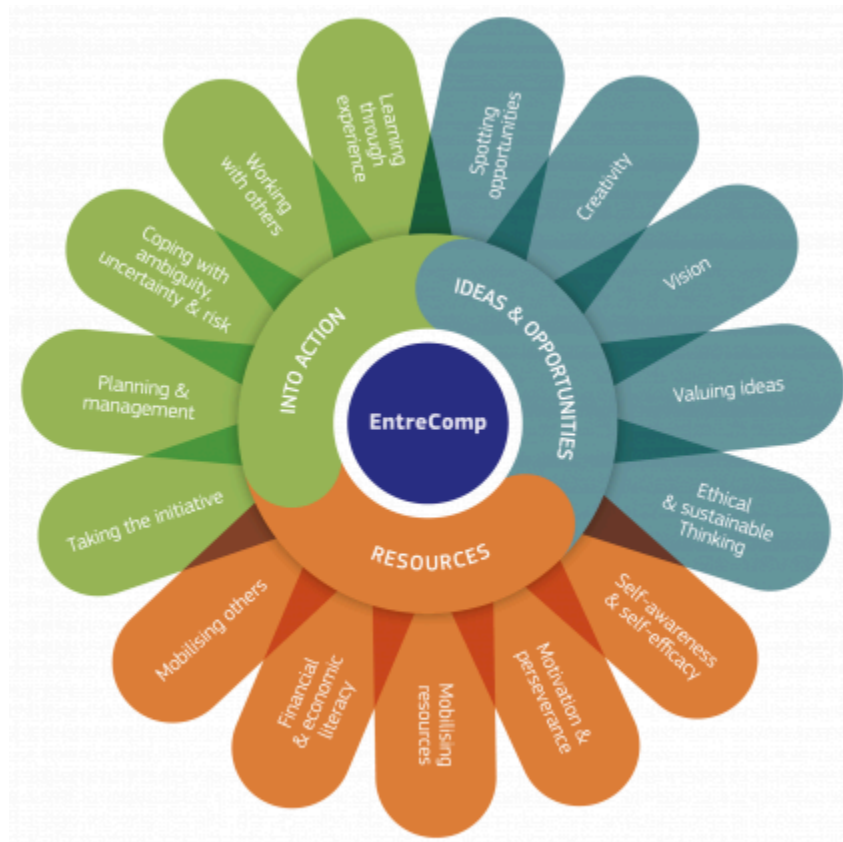 EntreComp
IDEAS & OPPORTUNITIES
Spotting
opportunities
Creativity
Vision
Valuing ideas
Ethical
& sustainable
Thinking
RESOURCES
Self-awareness
& self-efficacy
Motivation &
perseverance
Mobilising
resources
Financial
& economic
literacy
Mobilising others
INTO ACTION
Taking the initiative
Planning &
management
Coping with
ambiguity,
uncertainty & risk
Working
with others
Learning
through
experience